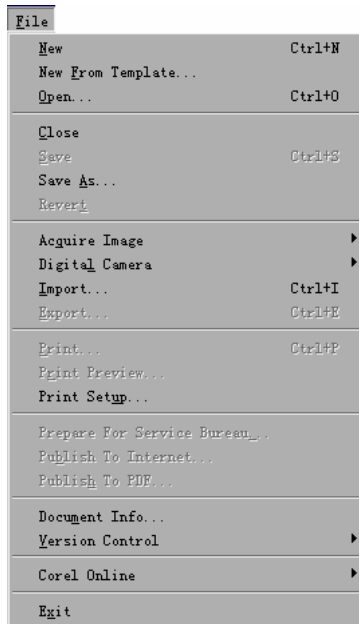 File
New Ctrl+N
New From Template...
Open... Ctrl+O
Close
Save Ctrl+S
Save As...
Revert
Acquire Image
Digital Camera
Import... Ctrl+I
Export... Ctrl+E
Print... Ctrl+P
Print Preview...
Print Setup...
Prepare For Service Bureau...
Publish To Internet...
Publish To PDF...
Document Info...
Version Control
Corel Online
Exit